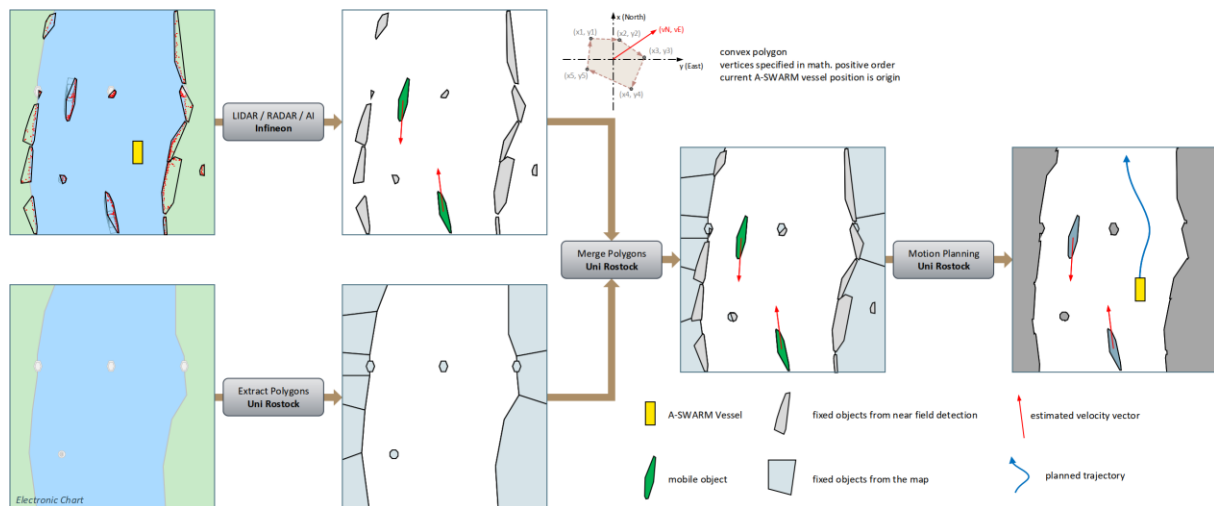 x (North)
(vN, vE)
(x1, y1)
(x2, y2)
(x3, y3)
y (East)
(x5, y5)
(x4, y4)
convex polygon
vertices specified in math. positive order
current A-SWARM vessel position is origin
LIDAR / RADAR / AI
Infineon
Merge Polygons
Uni Rostock
Motion Planning
Uni Rostock
Extract Polygons
Uni Rostock
Electronic Chart
A-SWARM Vessel
fixed objects from near field detection
estimated velocity vector
mobile object
fixed objects from the map
planned trajectory